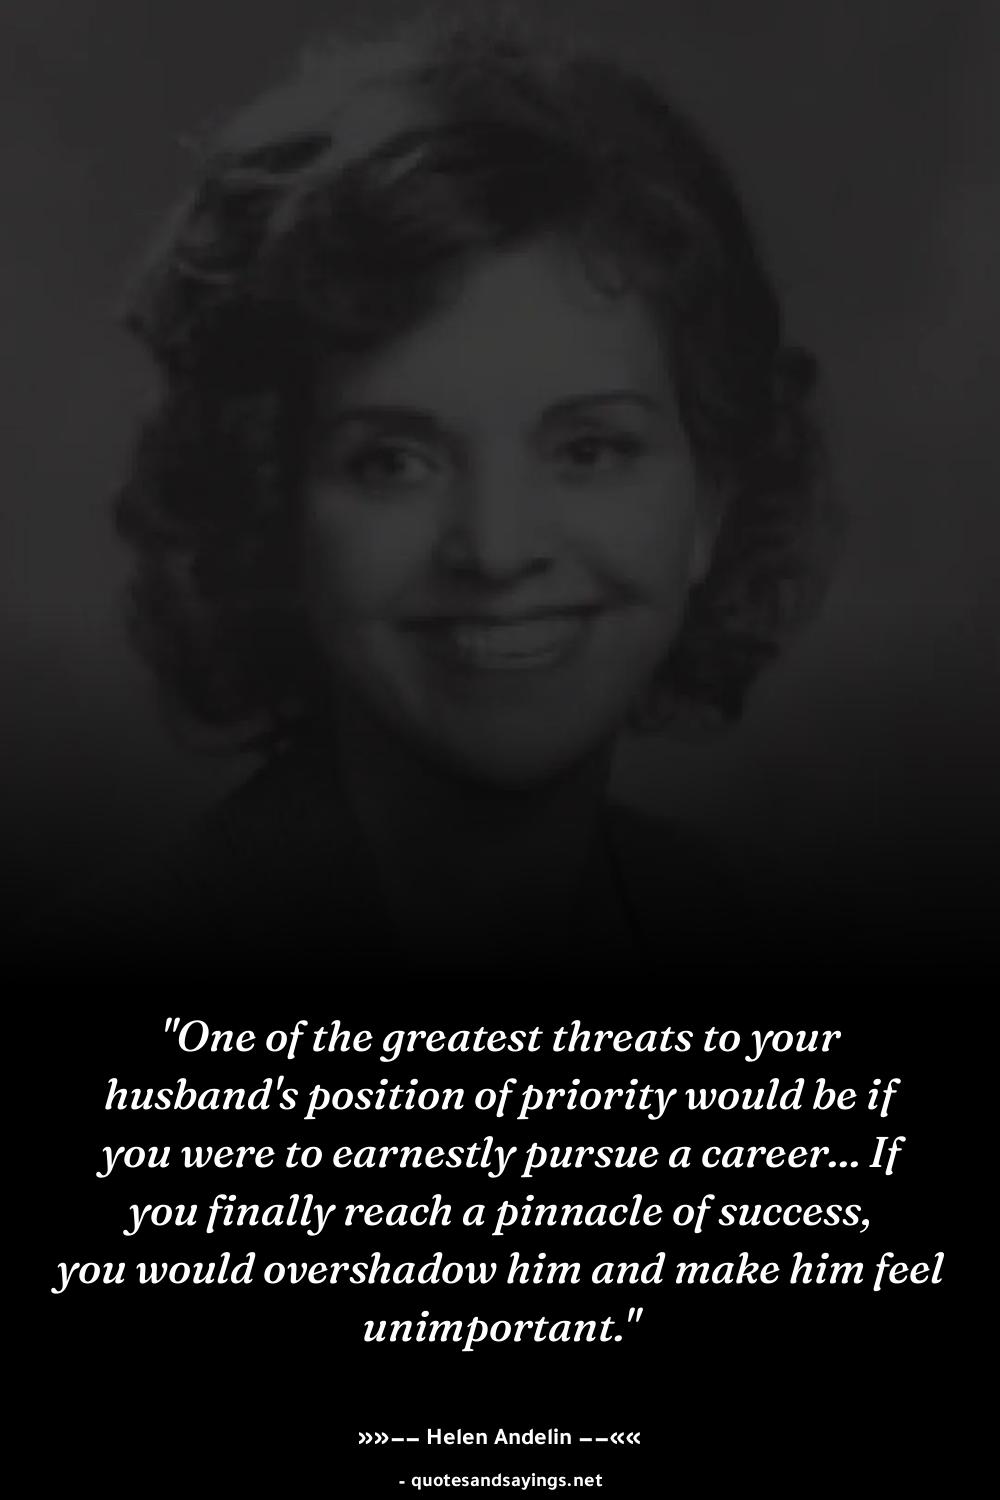 "One of the greatest threats to your
husband's position of priority would be if
you were to earnestly pursue a career... If
you finally reach a pinnacle of success,
you would overshadow him and make him feel
unimportant."
»»-- Helen Andelin --««
- quotesandsayings.net